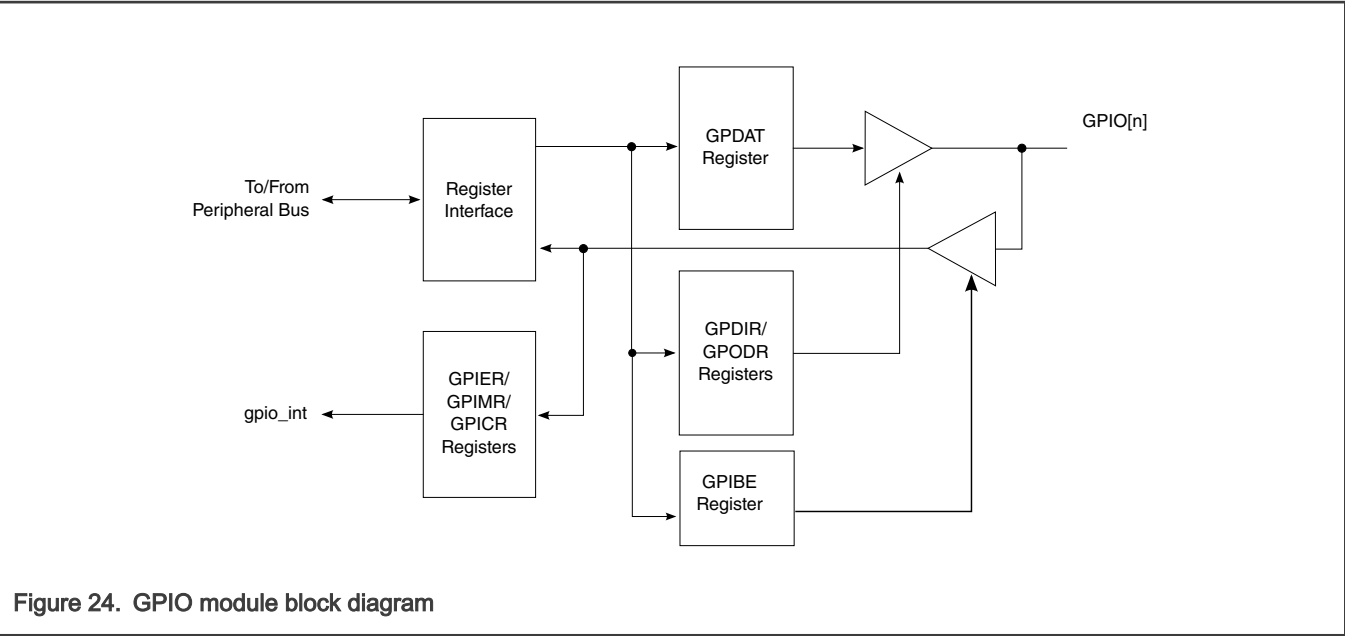 GPIO[n]
GPDAT
Register
To/From
Peripheral Bus
Register
Interface
GPDIR/
GPODR
Registers
GPIER/
GPIMR/
GPICR
Registers
gpio_int
GPIBE
Register
Figure 24. GPIO module block diagram